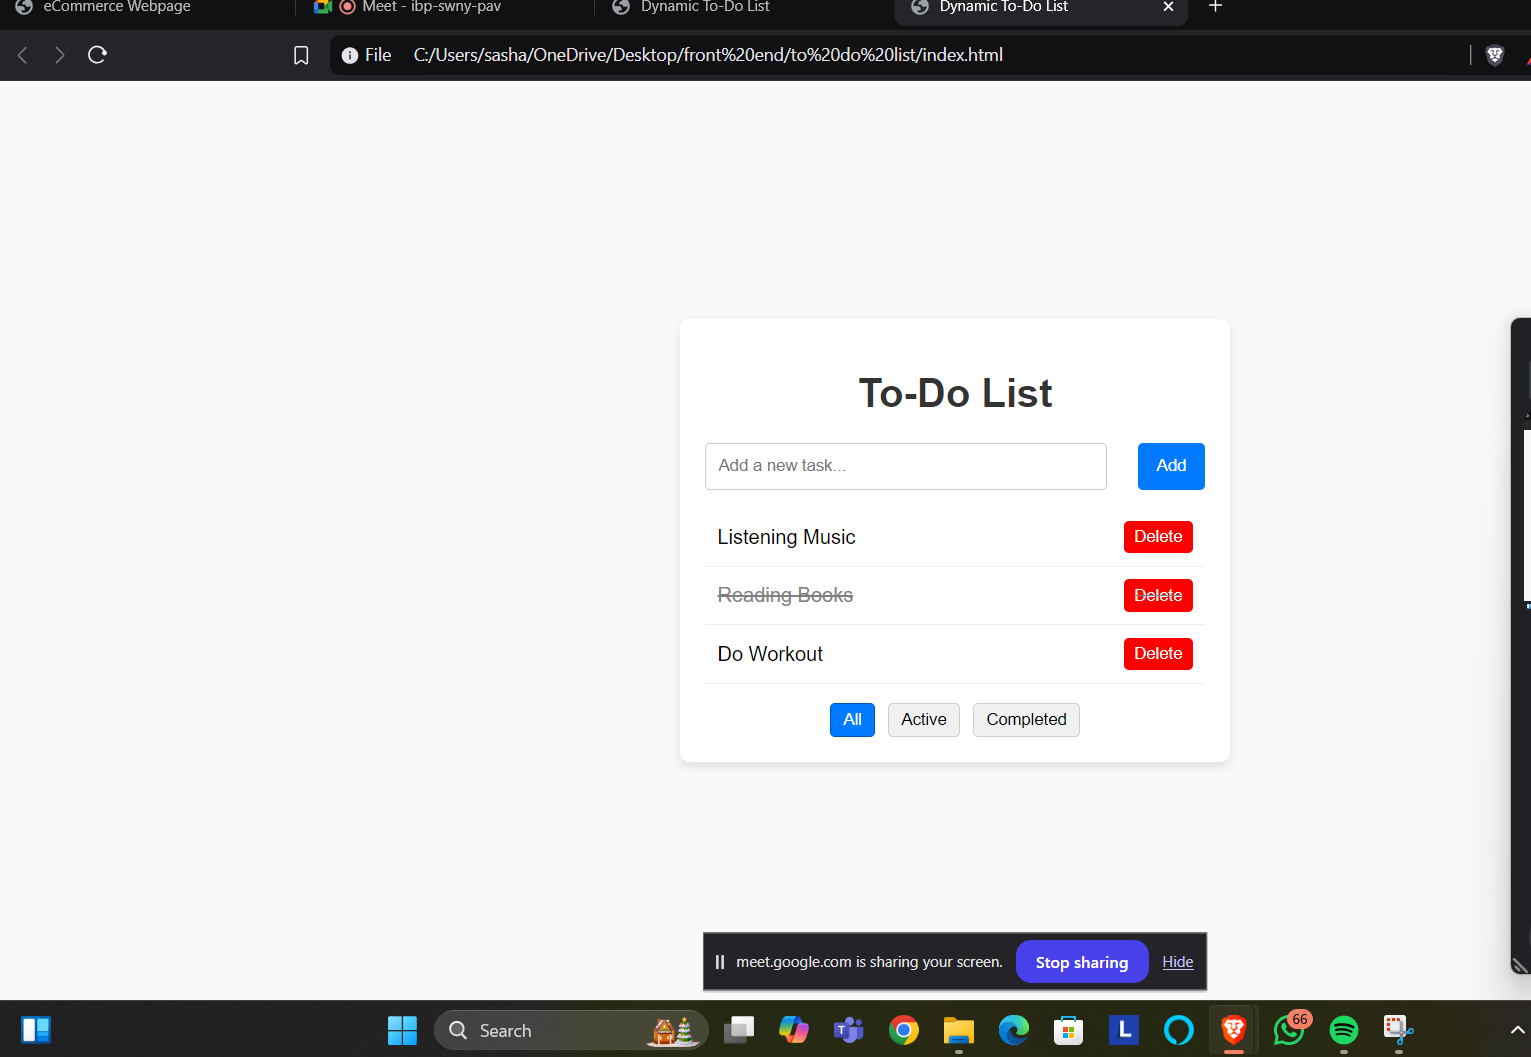 eCommerce Webpage
Meet - ibp-swny-pav
Dynamic To-Do List
Dynamic To-Do List
File C:/Users/sasha/OneDrive/Desktop/front%20end/to%20do%20list/index.html
To-Do List
Add a new task...
Add
Listening Music
Delete
Reading Books
Delete
Do Workout
Delete
All
Active
Completed
meet.google.com is sharing your screen.
Stop sharing
Hide
Search
T
L
66